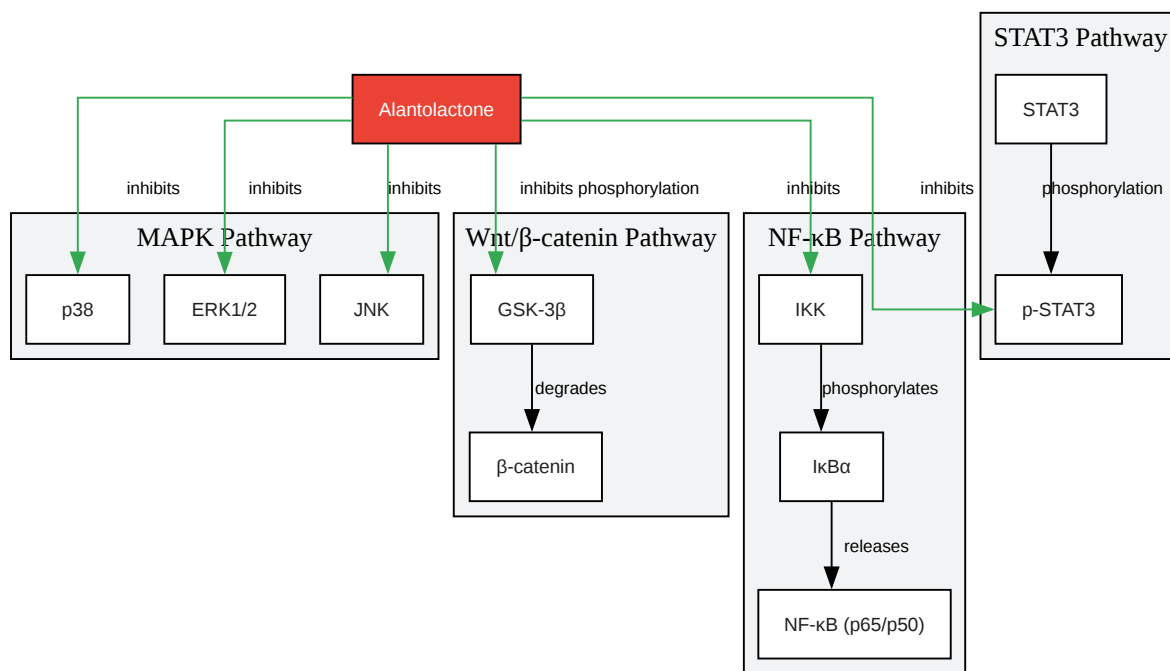 STAT3 Pathway
Alantolactone
STAT3
inhibits
inhibits
inhibits
inhibits phosphorylation
inhibits
inhibits
phosphorylation
MAPK Pathway
Wnt/β-catenin Pathway
NF-κB Pathway
p38
ERK1/2
JNK
GSK-3β
IKK
p-STAT3
degrades
phosphorylates
β-catenin
IκBα
releases
NF-κB (p65/p50)